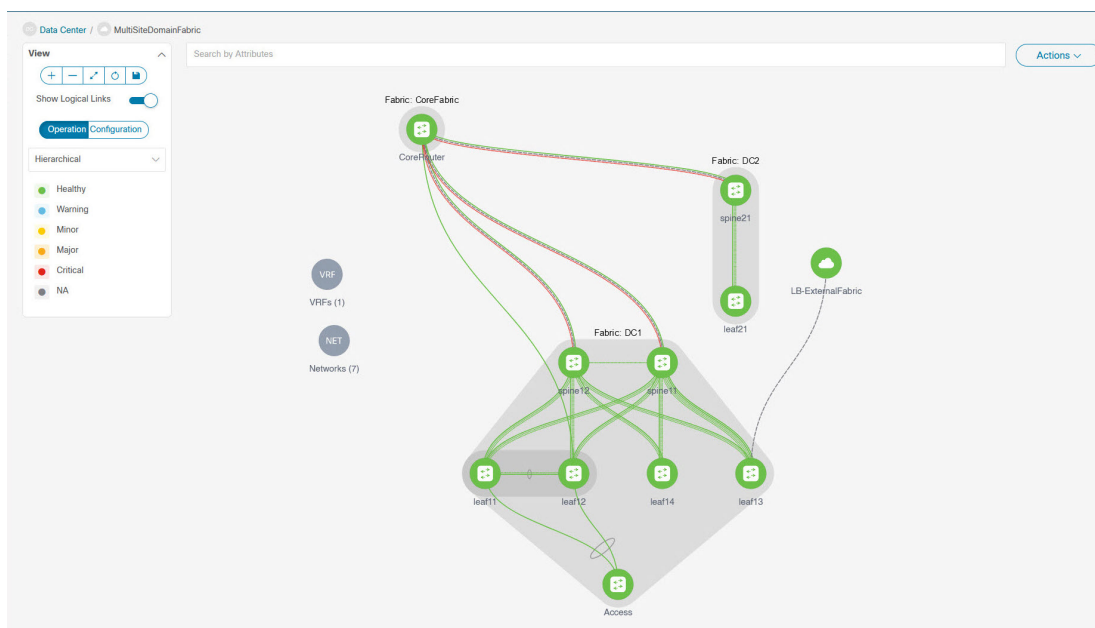 Data Center / MultiSiteDomainFabric
View
Search by Attributes
Actions
Show Logical Links
Operation Configuration
Hierarchical
Healthy
Warning
Minor
Major
Critical
NA
Fabric: CoreFabric
CoreRouter
Fabric: DC2
spine21
leaf21
LB-ExternalFabric
VRF
VRFs (1)
NET
Networks (7)
Fabric: DC1
spine12
spine11
leaf11
leaf12
leaf14
leaf13
Access